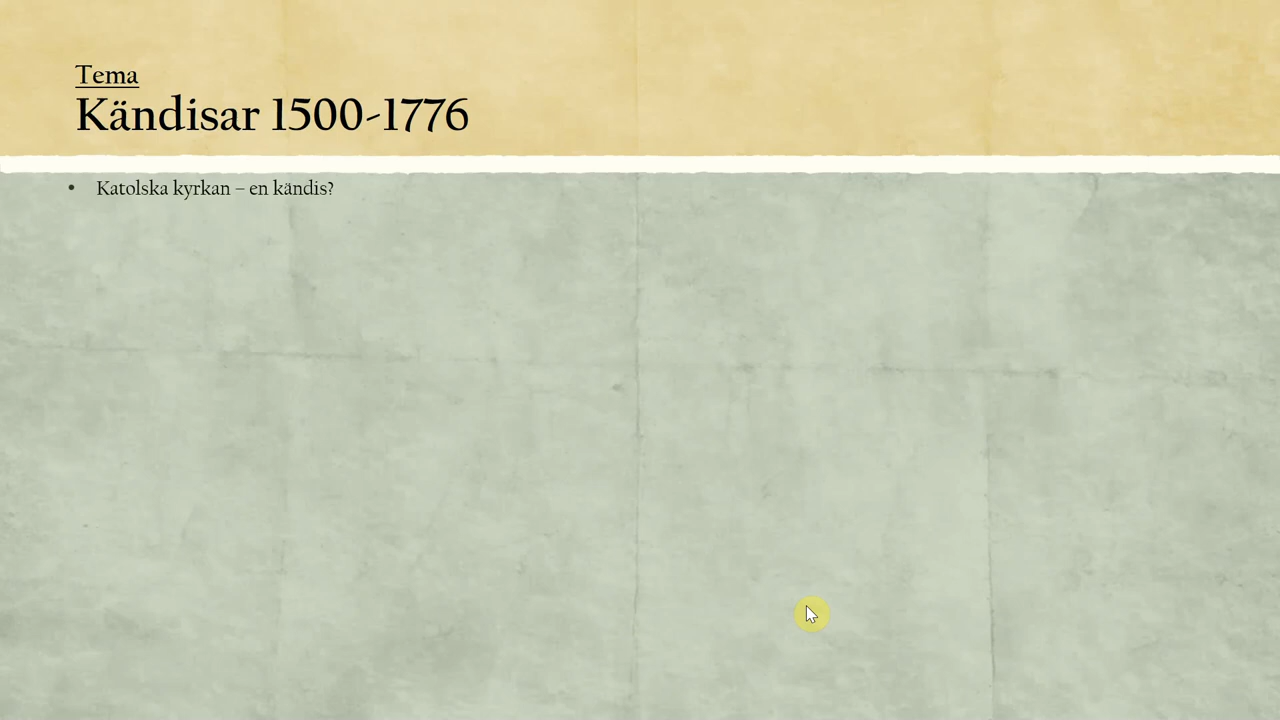 Tema
Kändisar 1500-1776
• Katolska kyrkan – en kändis?